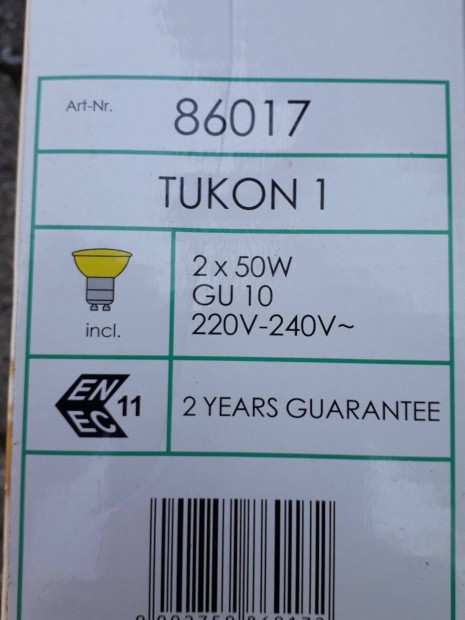 Art-Nr. 86017
TUKON 1
incl.
2 x 50W
GU 10
220V-240V~
EN
EC 11
2 YEARS GUARANTEE